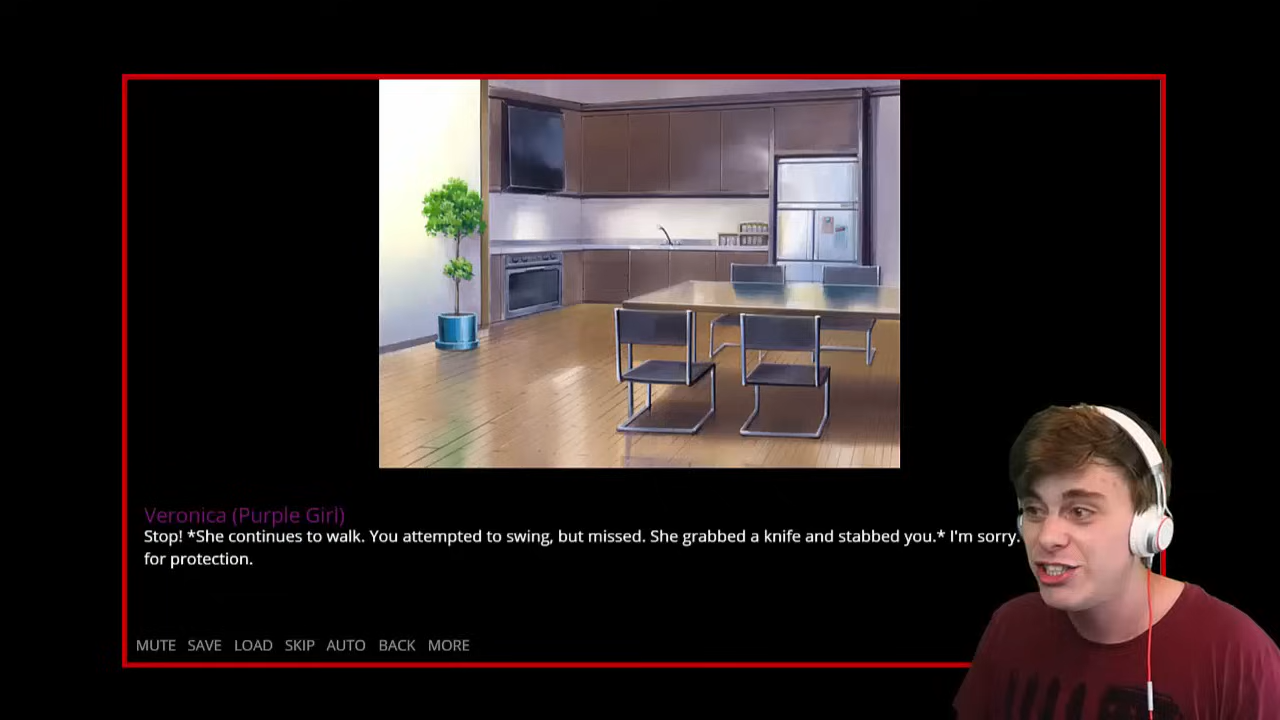 Veronica (Purple Girl)
Stop! *She continues to walk. You attempted to swing, but missed. She grabbed a knife and stabbed you.* I'm sorry.
for protection.
MUTE SAVE LOAD SKIP AUTO BACK MORE